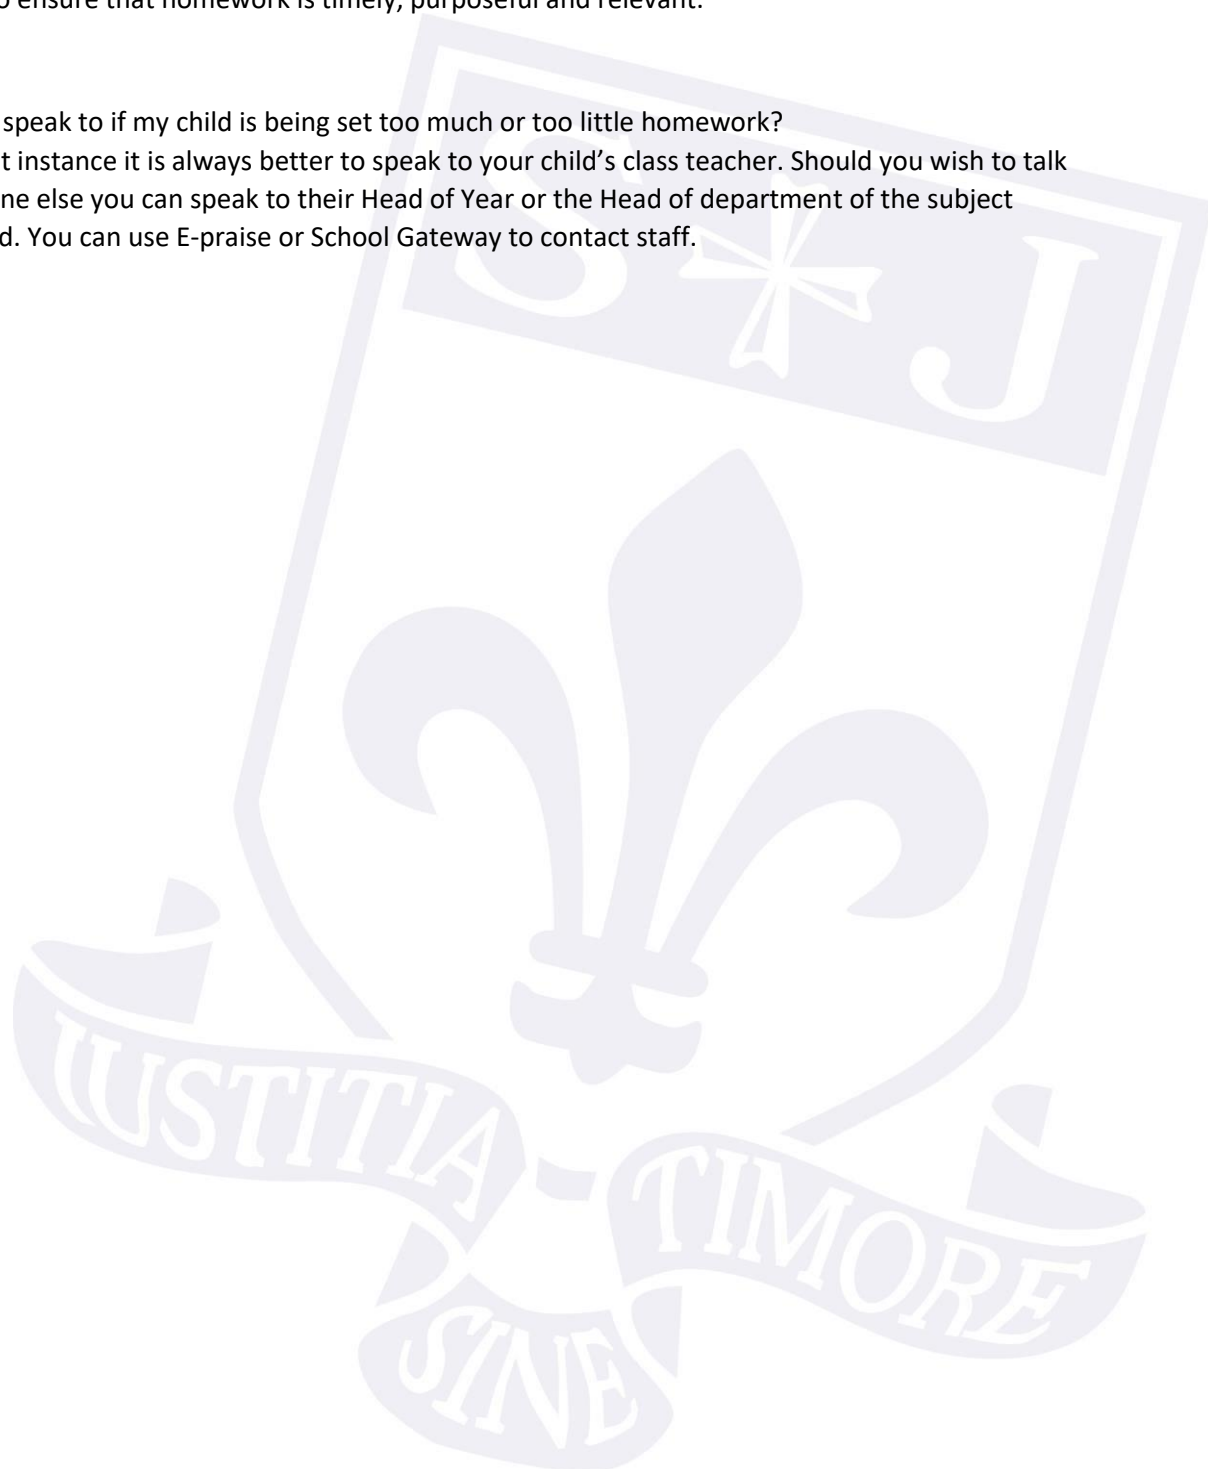 o ensure that homework is timely, purposeful and relevant.
speak to if my child is being set too much or too little homework?
t instance it is always better to speak to your child’s class teacher. Should you wish to talk
ne else you can speak to their Head of Year or the Head of department of the subject
d. You can use E-praise or School Gateway to contact staff.
S J
IUSTITIA
SINE
TIMORE